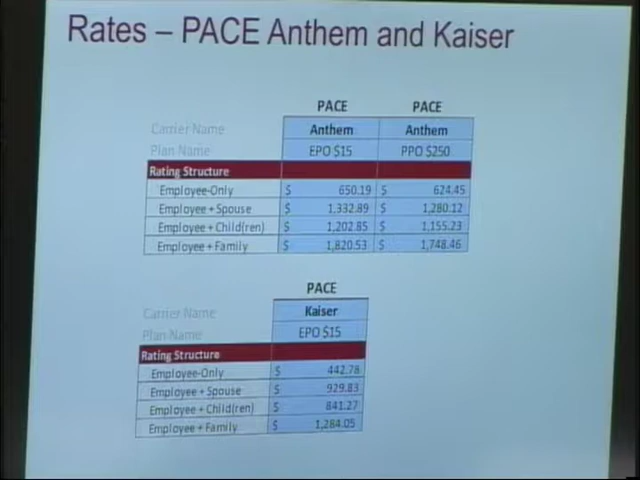 Rates – PACE Anthem and Kaiser
PACE PACE
Carrier Name Anthem Anthem
Plan Name EPO $15 PPO $250
Rating Structure
Employee-Only $ 650.19 $ 624.45
Employee + Spouse $ 1,332.89 $ 1,280.12
Employee + Child(ren) $ 1,202.85 $ 1,155.23
Employee + Family $ 1,820.53 $ 1,748.46
PACE
Carrier Name Kaiser
Plan Name EPO $15
Rating Structure
Employee-Only $ 442.78
Employee + Spouse $ 929.83
Employee + Child(ren) $ 841.27
Employee + Family $ 1,284.05